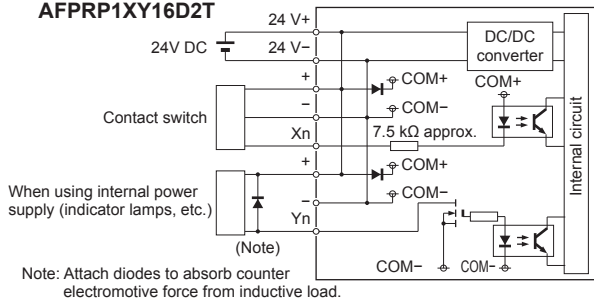 AFPRP1XY16D2T
24V DC
24 V+
24 V−
DC/DC
converter
+
COM+
COM+
−
COM−
Contact switch
Xn
7.5 kΩ approx.
Internal circuit
+
COM+
When using internal power
supply (indicator lamps, etc.)
−
COM−
Yn
(Note)
COM−
COM−
Note: Attach diodes to absorb counter
electromotive force from inductive load.